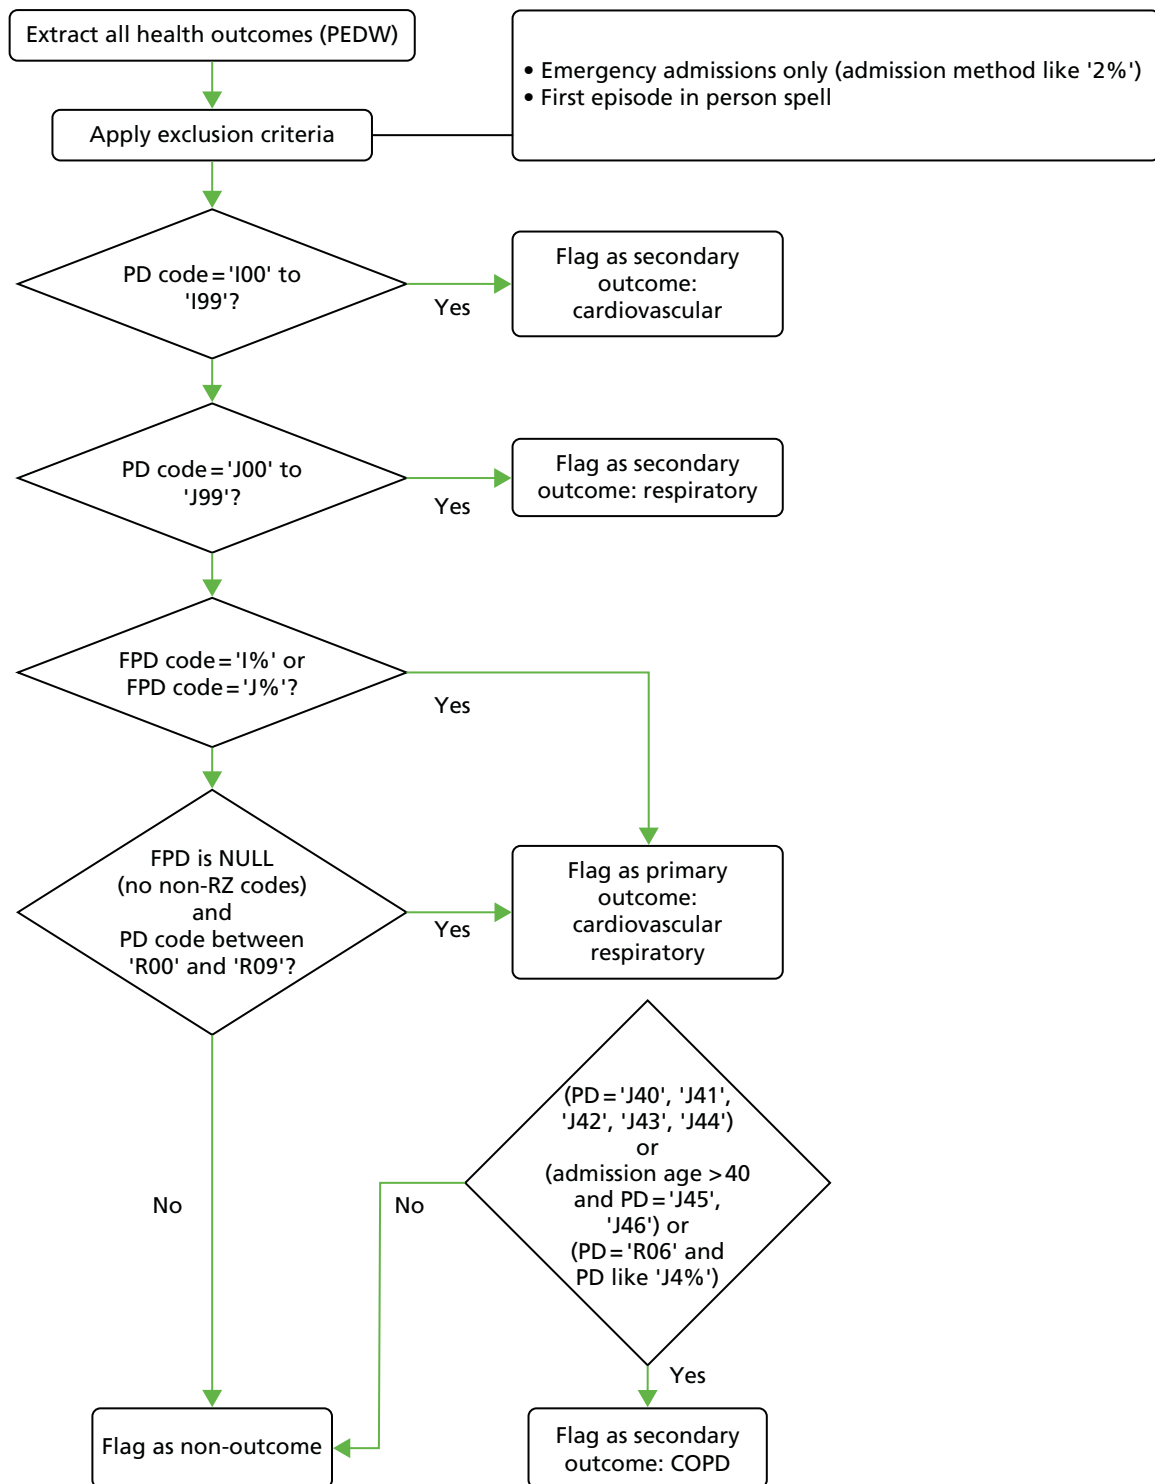 Extract all health outcomes (PEDW)
• Emergency admissions only (admission method like '2%')
• First episode in person spell
Apply exclusion criteria
PD code = 'I00' to
'I99'?
Yes
Flag as secondary
outcome:
cardiovascular
PD code = 'J00' to
'J99'?
Yes
Flag as secondary
outcome: respiratory
FPD code = 'I%' or
FPD code = 'J%'?
Yes
FPD is NULL
(no non-RZ codes)
and
PD code between
'R00' and 'R09'?
Yes
Flag as primary
outcome:
cardiovascular
respiratory
No
(PD = 'J40', 'J41',
'J42', 'J43', 'J44')
or
(admission age > 40
and PD = 'J45',
'J46') or
(PD = 'R06' and
PD like 'J4%')
No
Yes
Flag as non-outcome
Flag as secondary
outcome: COPD